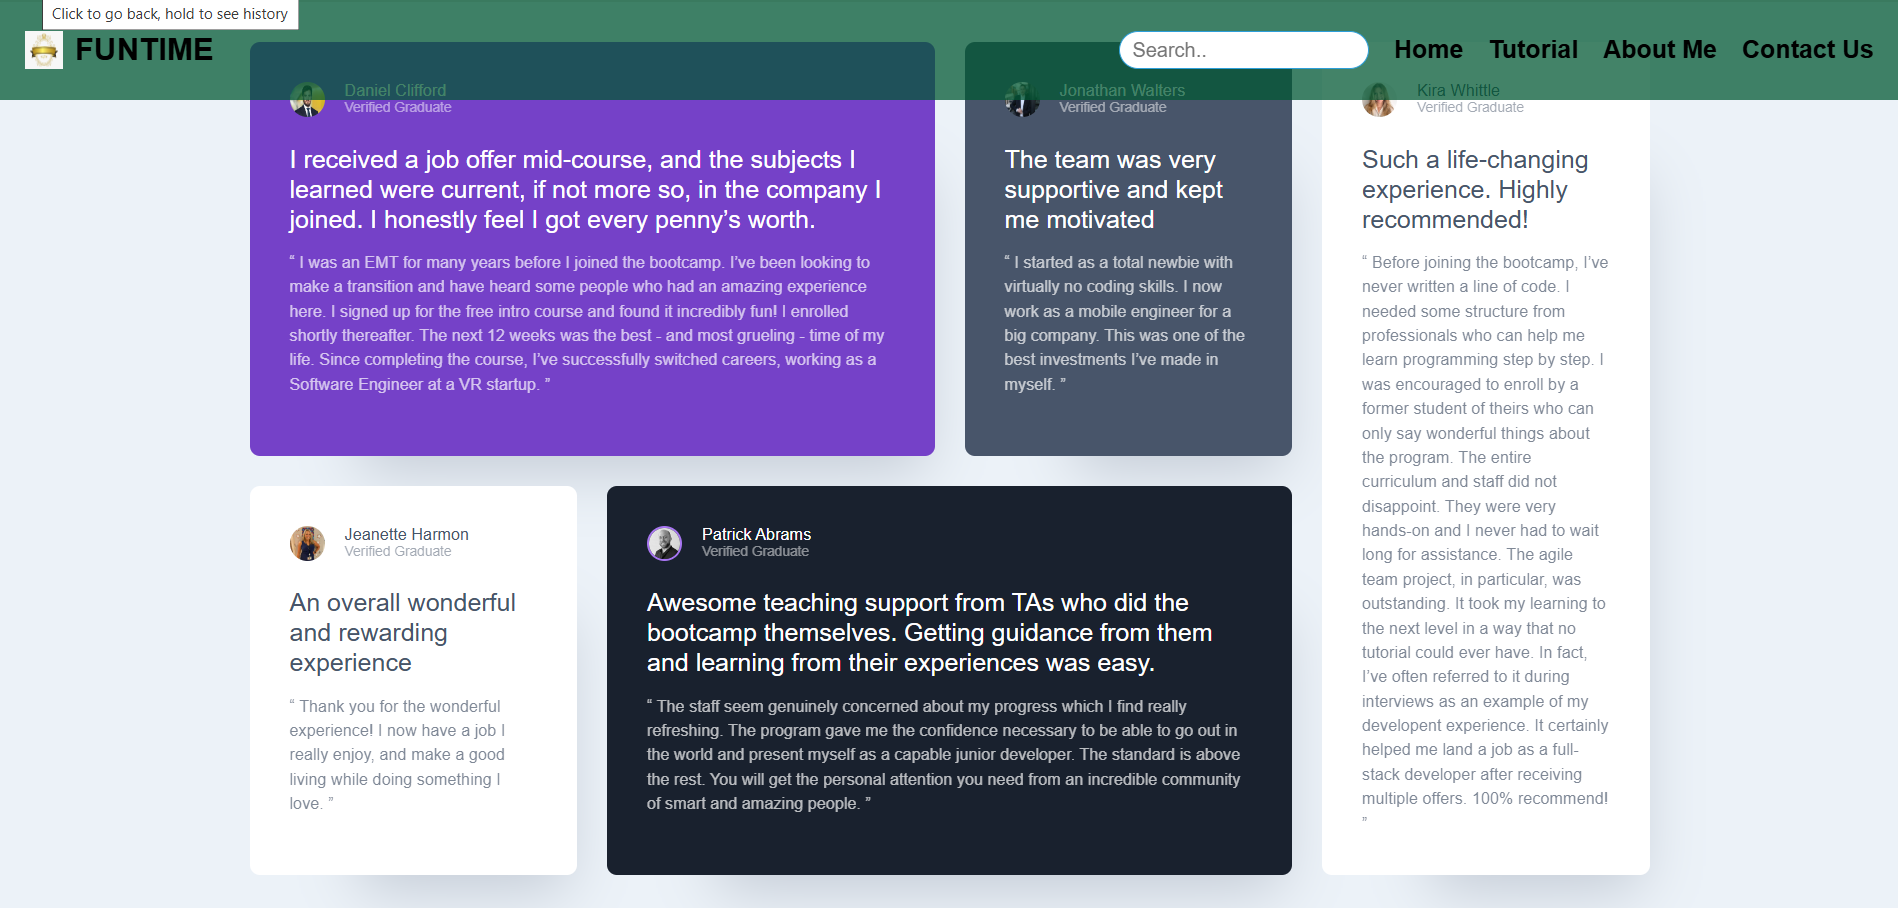 Click to go back, hold to see history
FUNTIME
Search..
Home
Tutorial
About Me
Contact Us
Daniel Clifford
Verified Graduate
I received a job offer mid-course, and the subjects I
learned were current, if not more so, in the company I
joined. I honestly feel I got every penny’s worth.
“ I was an EMT for many years before I joined the bootcamp. I’ve been looking to
make a transition and have heard some people who had an amazing experience
here. I signed up for the free intro course and found it incredibly fun! I enrolled
shortly thereafter. The next 12 weeks was the best - and most grueling - time of my
life. Since completing the course, I’ve successfully switched careers, working as a
Software Engineer at a VR startup. ”
Jonathan Walters
Verified Graduate
The team was very
supportive and kept
me motivated
“ I started as a total newbie with
virtually no coding skills. I now
work as a mobile engineer for a
big company. This was one of the
best investments I’ve made in
myself. ”
Kira Whittle
Verified Graduate
Such a life-changing
experience. Highly
recommended!
“ Before joining the bootcamp, I’ve
never written a line of code. I
needed some structure from
professionals who can help me
learn programming step by step. I
was encouraged to enroll by a
former student of theirs who can
only say wonderful things about
the program. The entire
curriculum and staff did not
disappoint. They were very
hands-on and I never had to wait
long for assistance. The agile
team project, in particular, was
outstanding. It took my learning to
the next level in a way that no
tutorial could ever have. In fact,
I’ve often referred to it during
interviews as an example of my
developent experience. It certainly
helped me land a job as a full-
stack developer after receiving
multiple offers. 100% recommend!
”
Jeanette Harmon
Verified Graduate
An overall wonderful
and rewarding
experience
“ Thank you for the wonderful
experience! I now have a job I
really enjoy, and make a good
living while doing something I
love. ”
Patrick Abrams
Verified Graduate
Awesome teaching support from TAs who did the
bootcamp themselves. Getting guidance from them
and learning from their experiences was easy.
“ The staff seem genuinely concerned about my progress which I find really
refreshing. The program gave me the confidence necessary to be able to go out in
the world and present myself as a capable junior developer. The standard is above
the rest. You will get the personal attention you need from an incredible community
of smart and amazing people. ”